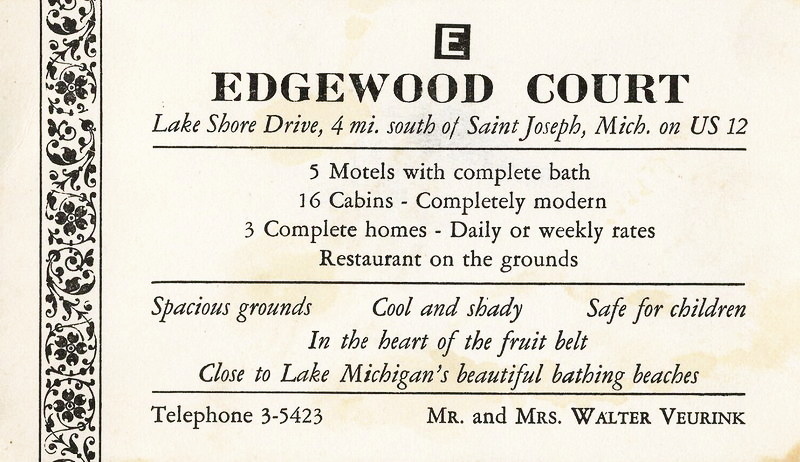 E
EDGEWOOD COURT
Lake Shore Drive, 4 mi. south of Saint Joseph, Mich. on US 12
5 Motels with complete bath
16 Cabins - Completely modern
3 Complete homes - Daily or weekly rates
Restaurant on the grounds
Spacious grounds Cool and shady Safe for children
In the heart of the fruit belt
Close to Lake Michigan's beautiful bathing beaches
Telephone 3-5423 MR. and MRS. WALTER VEURINK